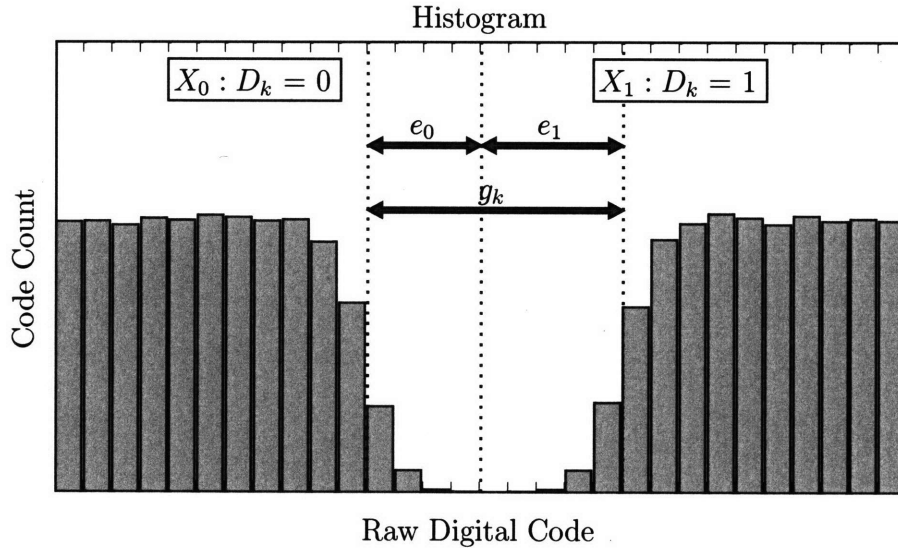 Histogram
X₀ : Dₖ = 0
X₁ : Dₖ = 1
e₀
e₁
gₖ
Code Count
Raw Digital Code